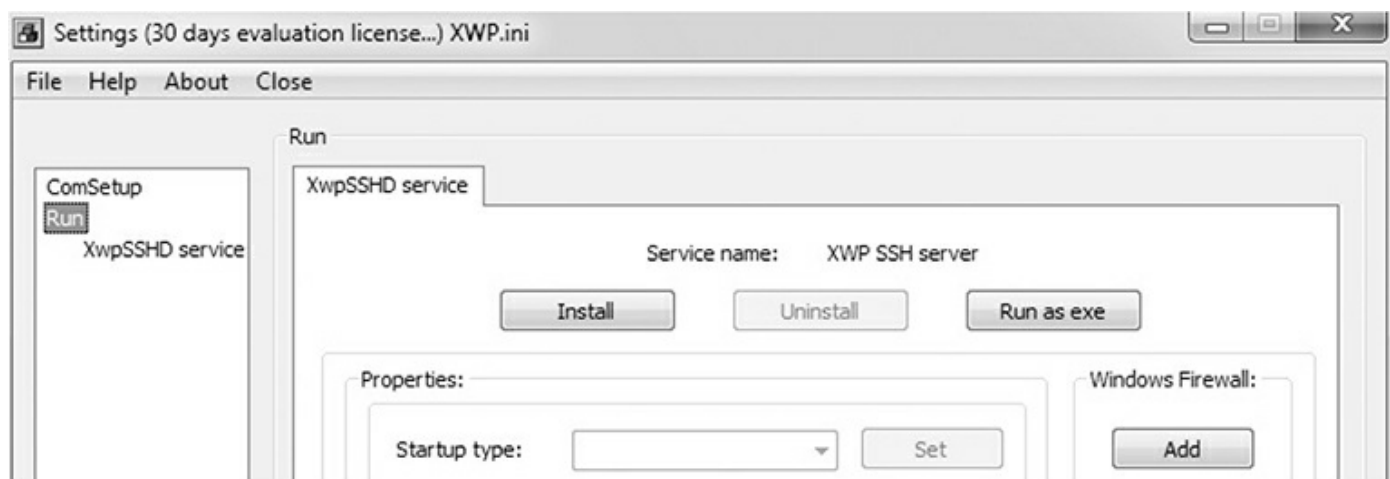 Settings (30 days evaluation license...) XWP.ini
File Help About Close
Run
ComSetup
Run
XwpSSHD service
XwpSSHD service
Service name: XWP SSH server
Install Uninstall Run as exe
Properties: Windows Firewall:
Startup type: Set Add